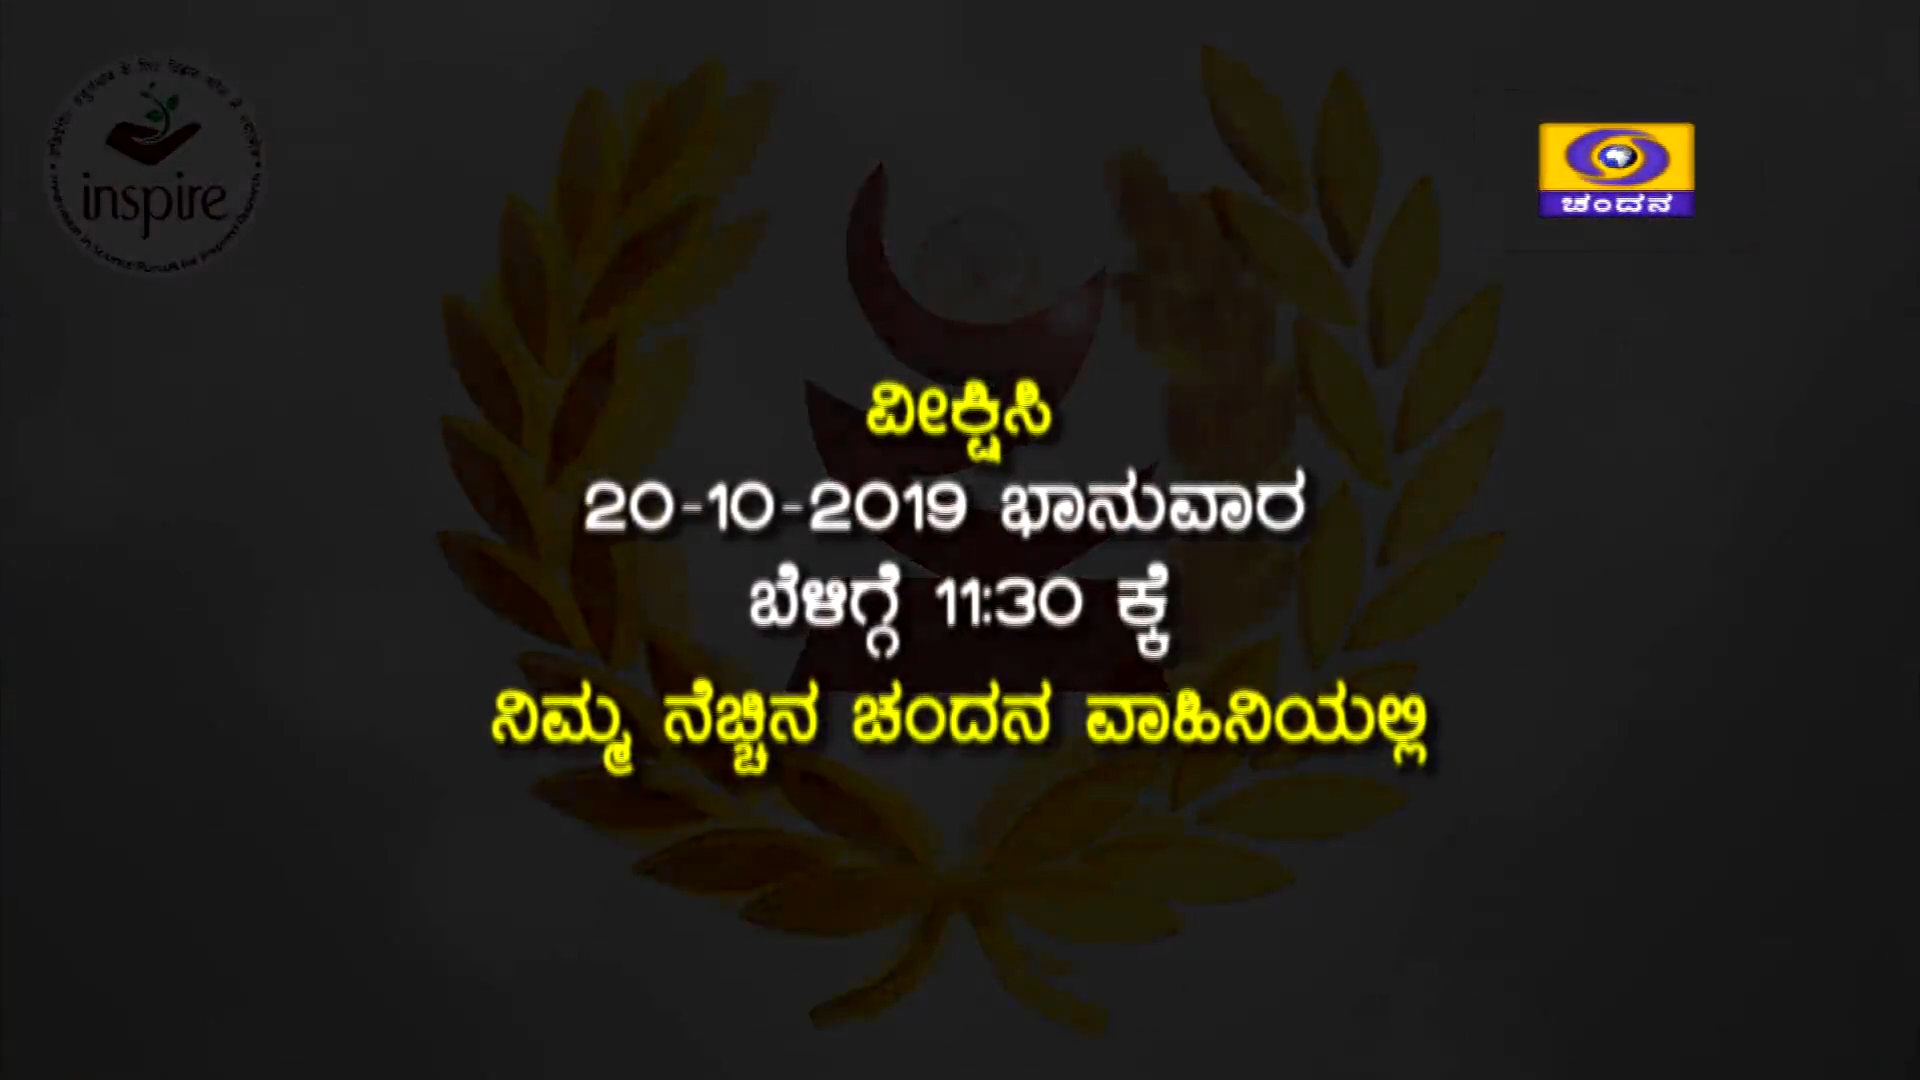 inspire
ಚಂದನ
ವೀಕ್ಷಿಸಿ
20-10-2019 ಭಾನುವಾರ
ಬೆಳಿಗ್ಗೆ 11:30 ಕ್ಕೆ
ನಿಮ್ಮ ನೆಚ್ಚಿನ ಚಂದನ ವಾಹಿನಿಯಲ್ಲಿ